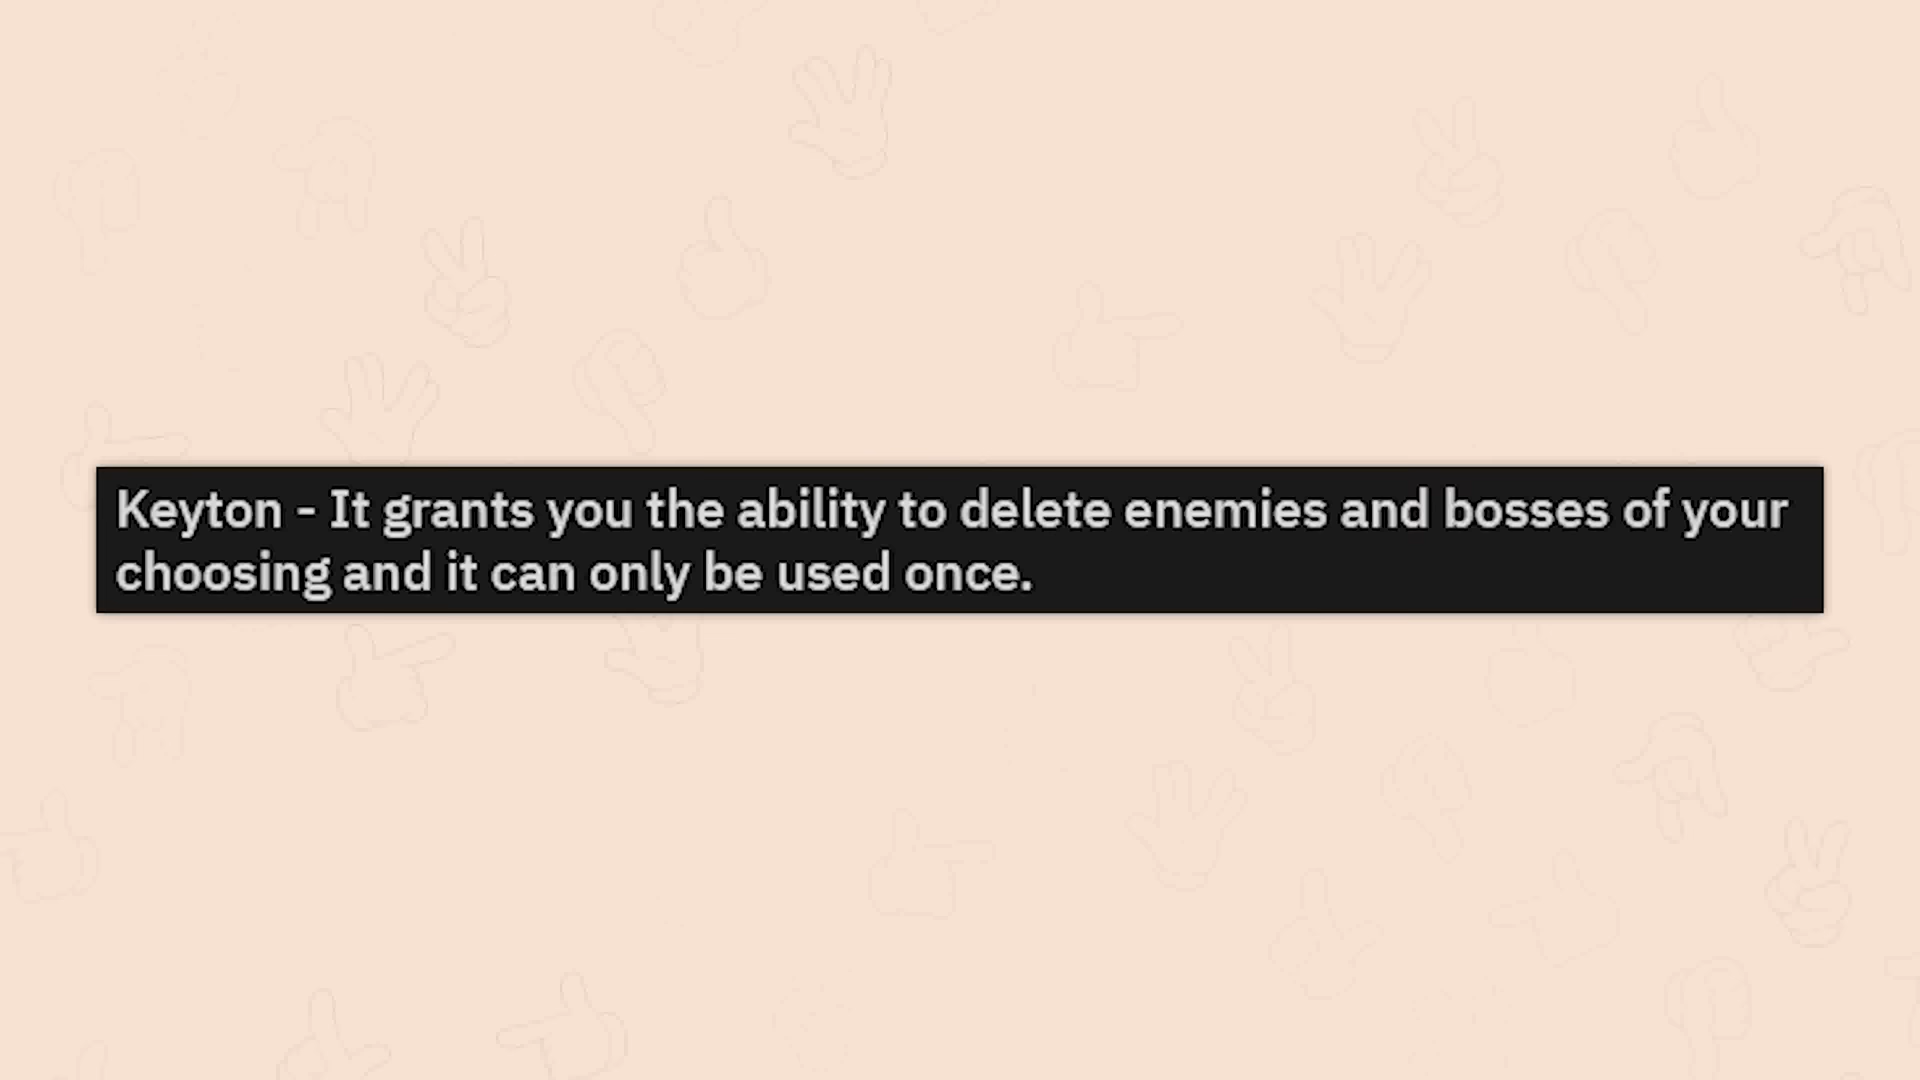 Keyton - It grants you the ability to delete enemies and bosses of your
choosing and it can only be used once.